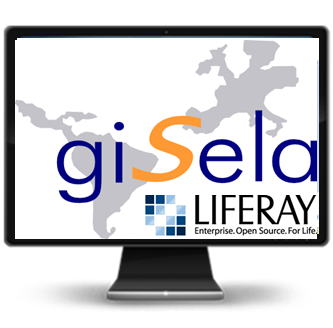 giSela
LIFERAY
Enterprise. Open Source. For Life.